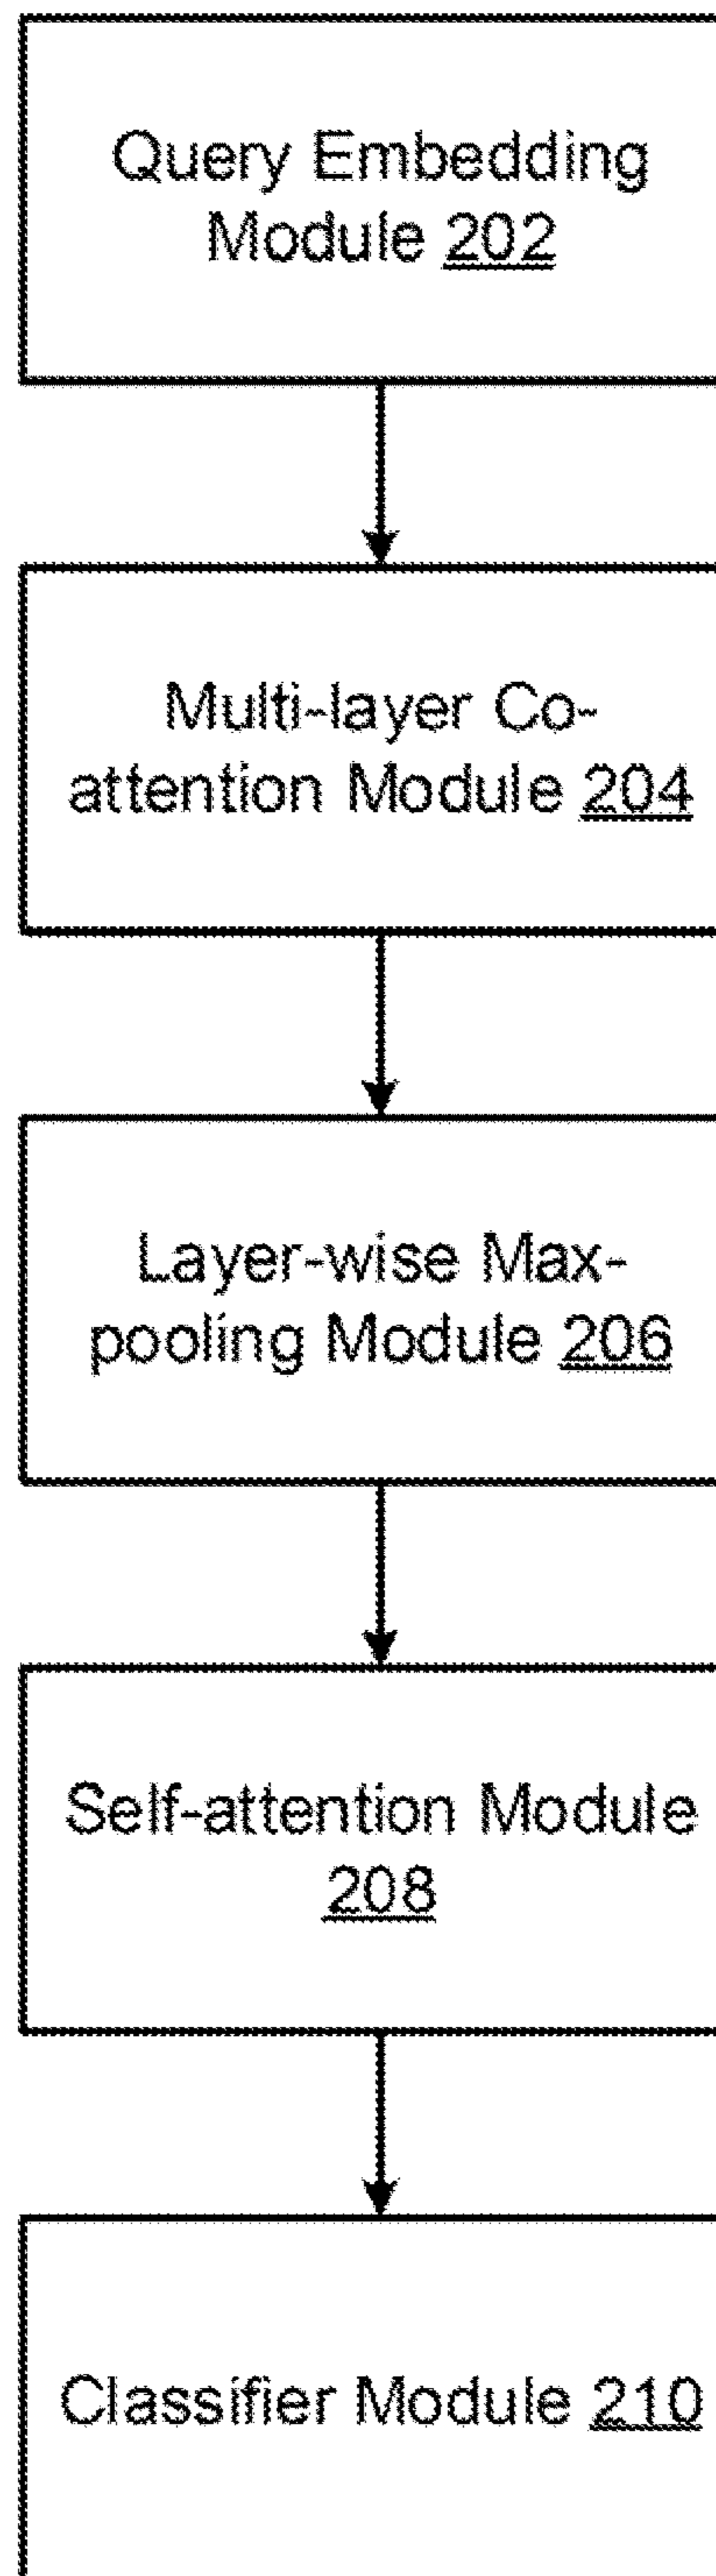 Query Embedding
Module 202
Multi-layer Co-
attention Module 204
Layer-wise Max-
pooling Module 206
Self-attention Module
208
Classifier Module 210